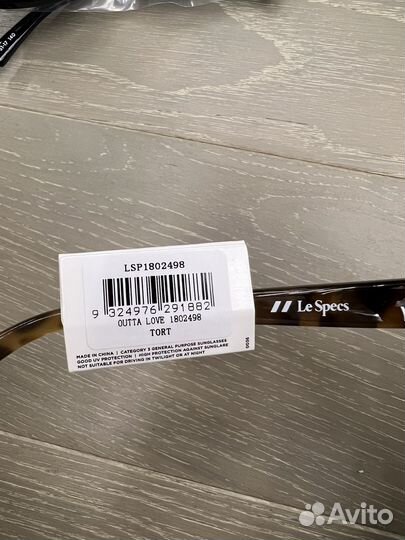 LSP1802498
9 324976 291882
OUTTA LOVE 1802498
TORT
MADE IN CHINA | CATEGORY 3 GENERAL PURPOSE SUNGLASSES
GOOD UV PROTECTION | HIGH PROTECTION AGAINST SUNGLARE
NOT SUITABLE FOR DRIVING IN TWILIGHT OR AT NIGHT
Le Specs
Avito